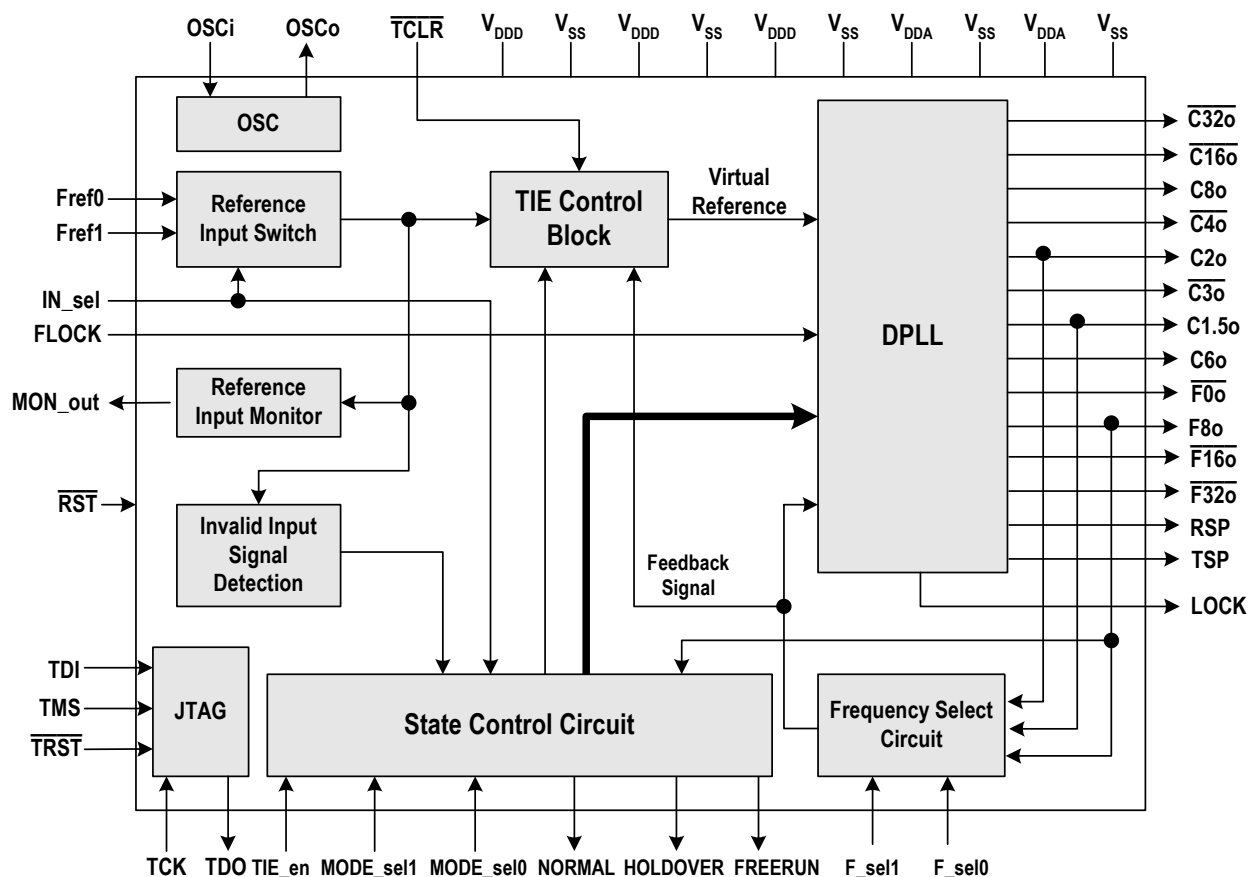 OSCi
OSCo
TCLR
VDDD
VSS
VDDD
VSS
VDDD
VSS
VDDA
VSS
VDDA
VSS
OSC
Fref0
Fref1
Reference
Input Switch
TIE Control
Block
Virtual
Reference
DPLL
C32o
C16o
C8o
C4o
C2o
C3o
C1.5o
C6o
F0o
F8o
F16o
F32o
RSP
TSP
LOCK
IN_sel
FLOCK
MON_out
Reference
Input Monitor
RST
Invalid Input
Signal
Detection
Feedback
Signal
TDI
TMS
TRST
JTAG
State Control Circuit
Frequency Select
Circuit
TCK
TDO
TIE_en
MODE_sel1
MODE_sel0
NORMAL
HOLDOVER
FREERUN
F_sel1
F_sel0